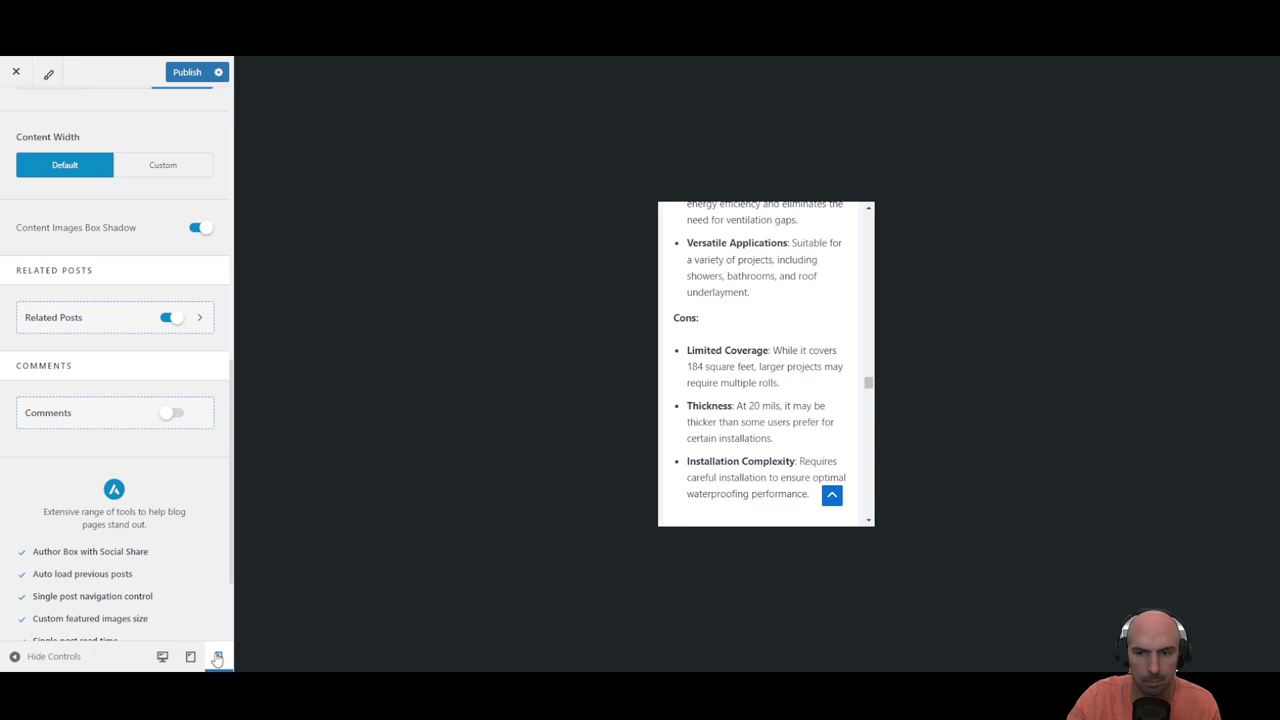 Publish
Content Width
Default
Custom
Content Images Box Shadow
RELATED POSTS
Related Posts
COMMENTS
Comments
Extensive range of tools to help blog
pages stand out.
Author Box with Social Share
Auto load previous posts
Single post navigation control
Custom featured images size
Single post read time
Hide Controls
energy efficiency and eliminates the
need for ventilation gaps.
Versatile Applications: Suitable for
a variety of projects, including
showers, bathrooms, and roof
underlayment.
Cons:
Limited Coverage: While it covers
184 square feet, larger projects may
require multiple rolls.
Thickness: At 20 mils, it may be
thicker than some users prefer for
certain installations.
Installation Complexity: Requires
careful installation to ensure optimal
waterproofing performance.